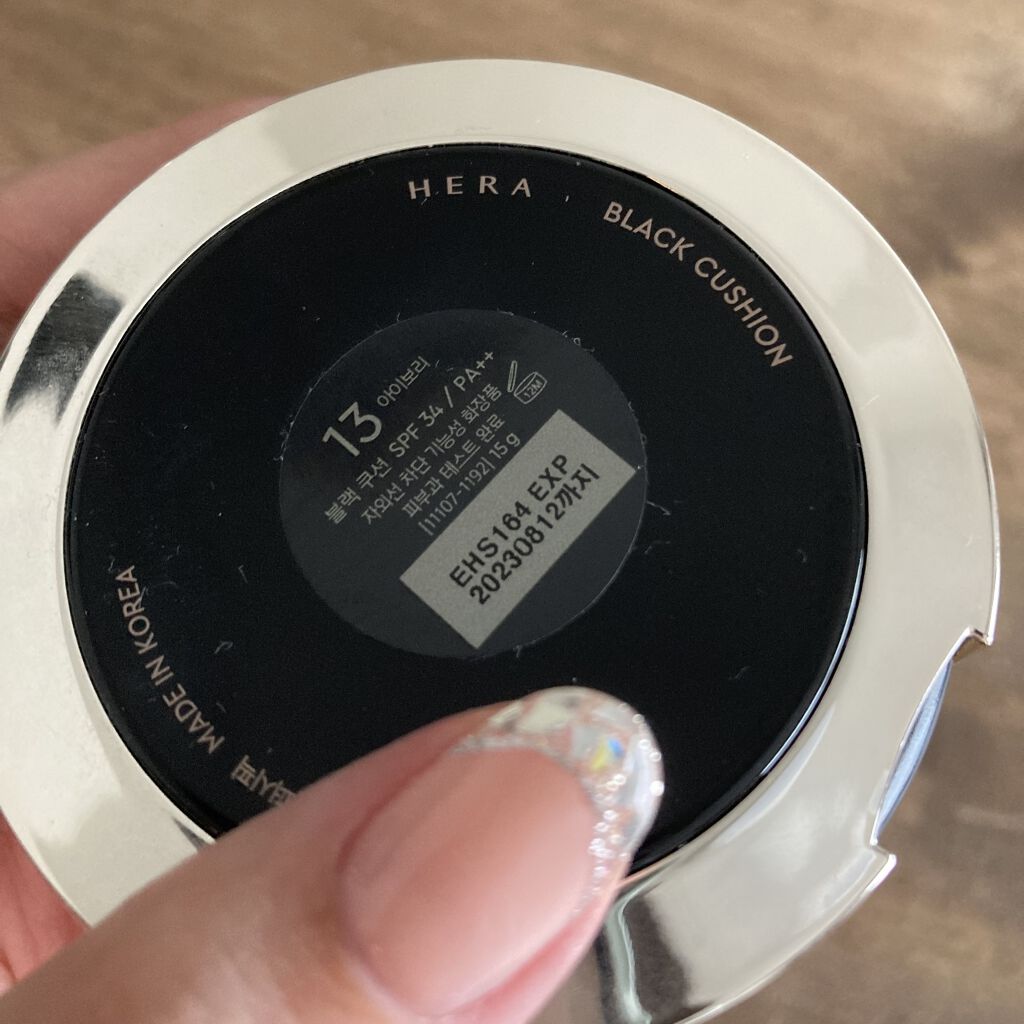 HERA
BLACK CUSHION
13 아이보리
블랙 쿠션 SPF 34 / PA++
자외선 차단 기능성 화장품
피부과 테스트 완료
[11107-1192] 15 g
12M
EHS164 EXP
20230812까지
MADE IN KOREA